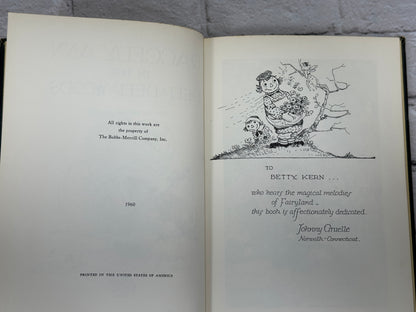 All rights in this work are
the property of
The Bobbs-Merrill Company, Inc.
1960
PRINTED IN THE UNITED STATES OF AMERICA
TO
BETTY KERN ...
who hears the magical melodies
of Fairyland -
this book is affectionately dedicated.
Johnny Gruelle
Norwalk - Connecticut.